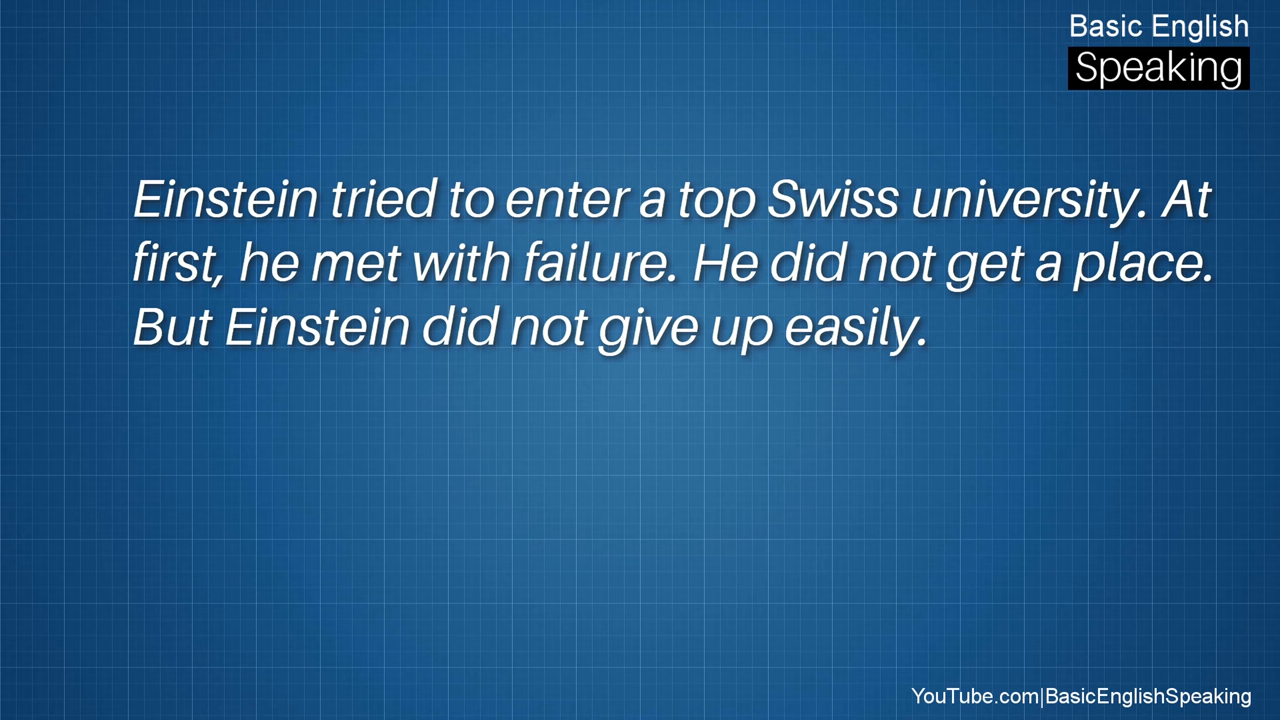 Basic English
Speaking
Einstein tried to enter a top Swiss university. At
first, he met with failure. He did not get a place.
But Einstein did not give up easily.
YouTube.com|BasicEnglishSpeaking